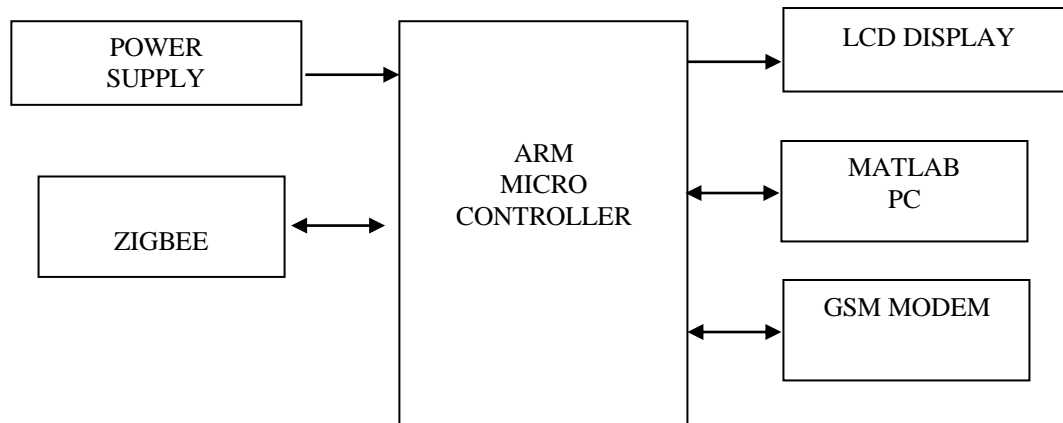 POWER
SUPPLY
ZIGBEE
ARM
MICRO
CONTROLLER
LCD DISPLAY
MATLAB
PC
GSM MODEM